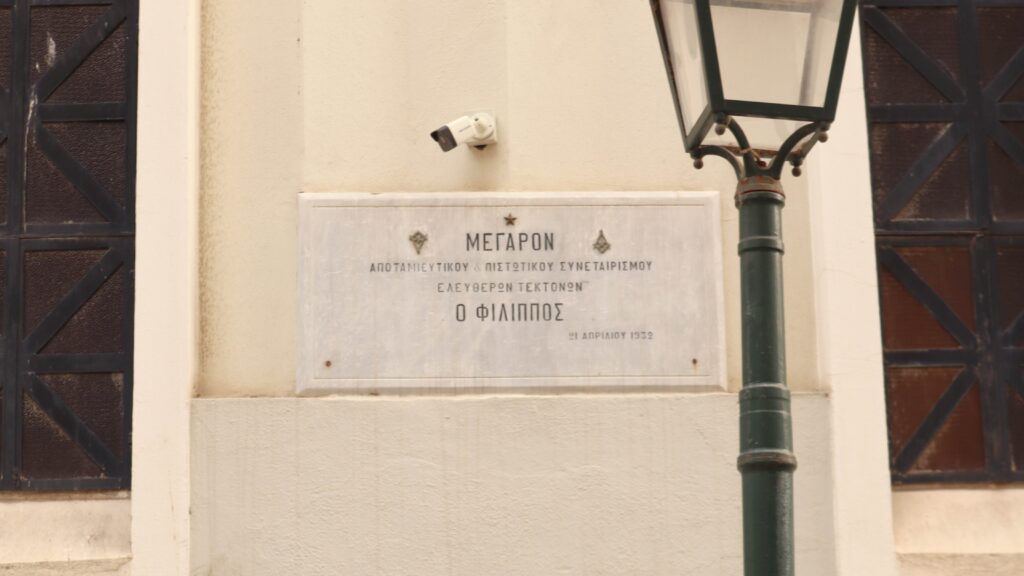 ΜΕΓΑΡΟΝ
ΑΠΟΤΑΜΙΕΥΤΙΚΟΥ & ΠΙΣΤΩΤΙΚΟΥ ΣΥΝΕΤΑΙΡΙΣΜΟΥ
ΕΛΕΥΘΕΡΩΝ ΤΕΚΤΟΝΩΝ
Ο ΦΙΛΙΠΠΟΣ
21 ΑΠΡΙΛΙΟΥ 1932